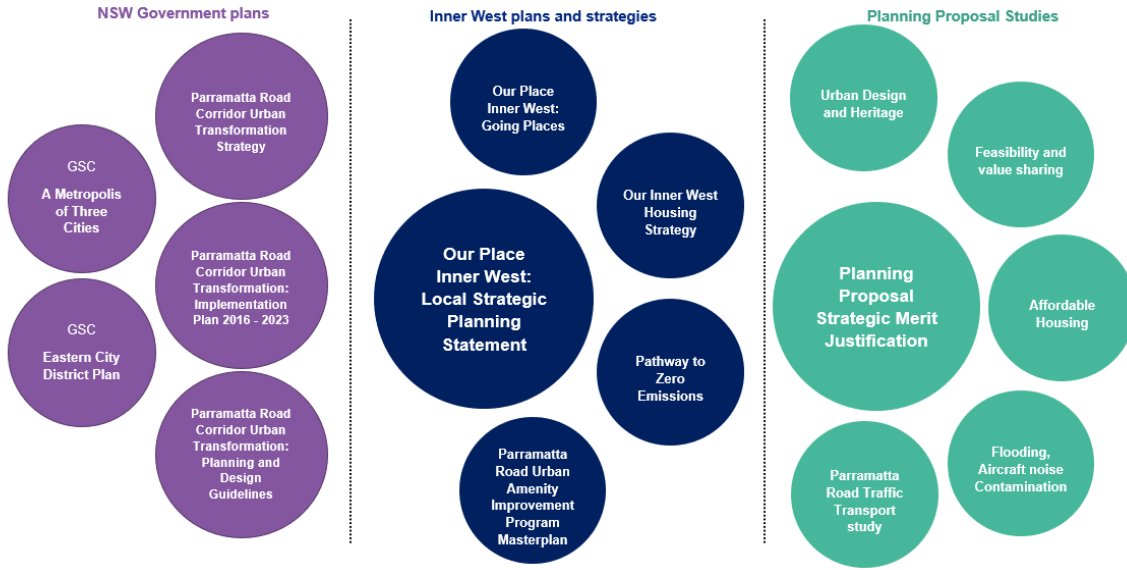 NSW Government plans
Parramatta Road
Corridor Urban
Transformation
Strategy
GSC
A Metropolis
of Three
Cities
Parramatta Road
Corridor Urban
Transformation:
Implementation
Plan 2016 - 2023
GSC
Eastern City
District Plan
Parramatta Road
Corridor Urban
Transformation:
Planning and
Design
Guidelines
Inner West plans and strategies
Our Place
Inner West:
Going Places
Our Inner West
Housing
Strategy
Our Place
Inner West:
Local Strategic
Planning
Statement
Pathway to
Zero
Emissions
Parramatta
Road Urban
Amenity
Improvement
Program
Masterplan
Planning Proposal Studies
Urban Design
and Heritage
Feasibility and
value sharing
Planning
Proposal
Strategic Merit
Justification
Affordable
Housing
Flooding,
Aircraft noise
Contamination
Parramatta
Road Traffic
Transport
study